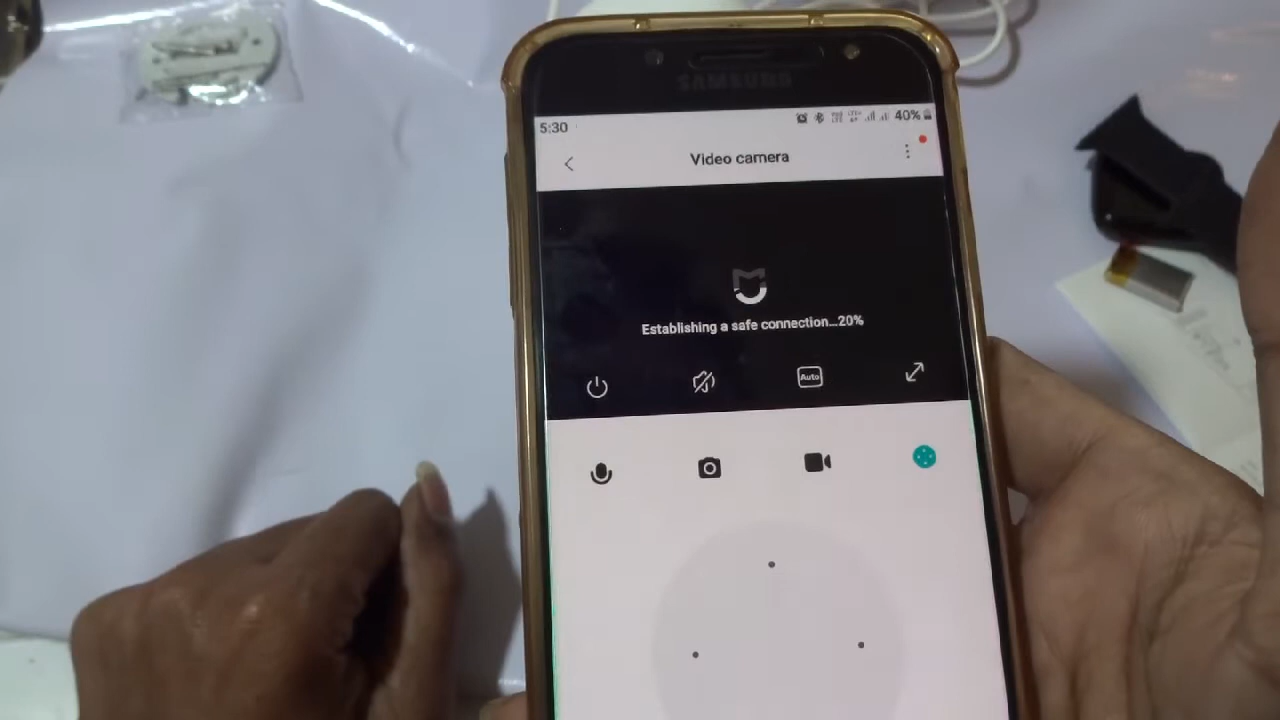 SAMSUNG
5:30
40%
Video camera
Establishing a safe connection...20%
Auto